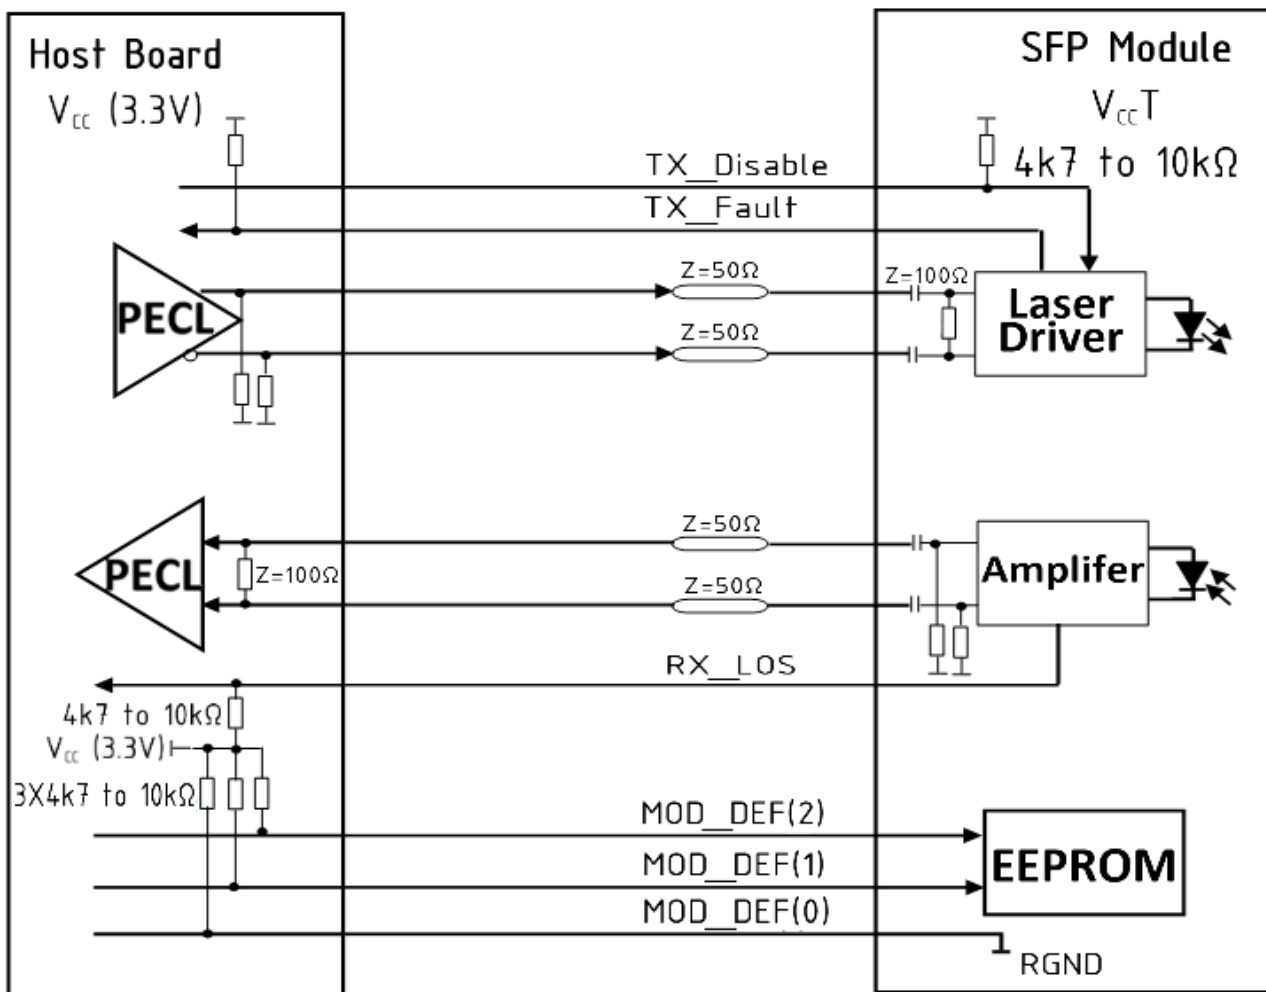 Host Board
V_CC (3.3V)
SFP Module
V_CCT
4k7 to 10kΩ
TX_Disable
TX_Fault
PECL
Z=50Ω
Z=100Ω
Laser
Driver
Z=50Ω
PECL
Z=50Ω
Z=100Ω
Z=50Ω
Amplifer
RX_LOS
4k7 to 10kΩ
V_CC (3.3V)
3X4k7 to 10kΩ
MOD_DEF(2)
MOD_DEF(1)
EEPROM
MOD_DEF(0)
RGND